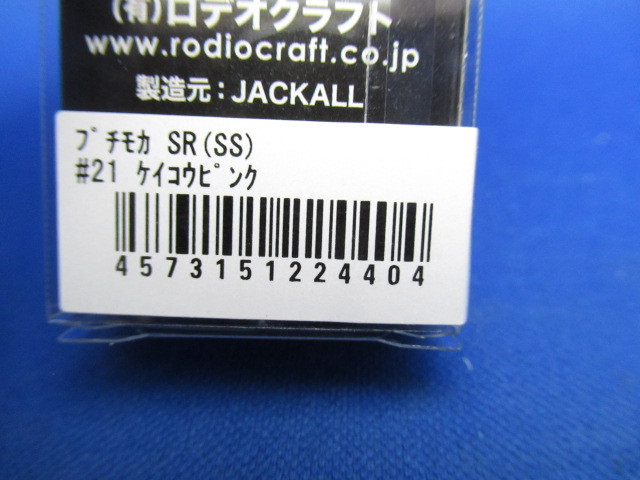 (有)ロデオクラフト
www.rodiocraft.co.jp
製造元：JACKALL
ﾌﾟﾁﾓｶ SR(SS)
#21 ｹｲｺｳﾋﾟﾝｸ
4573151224404